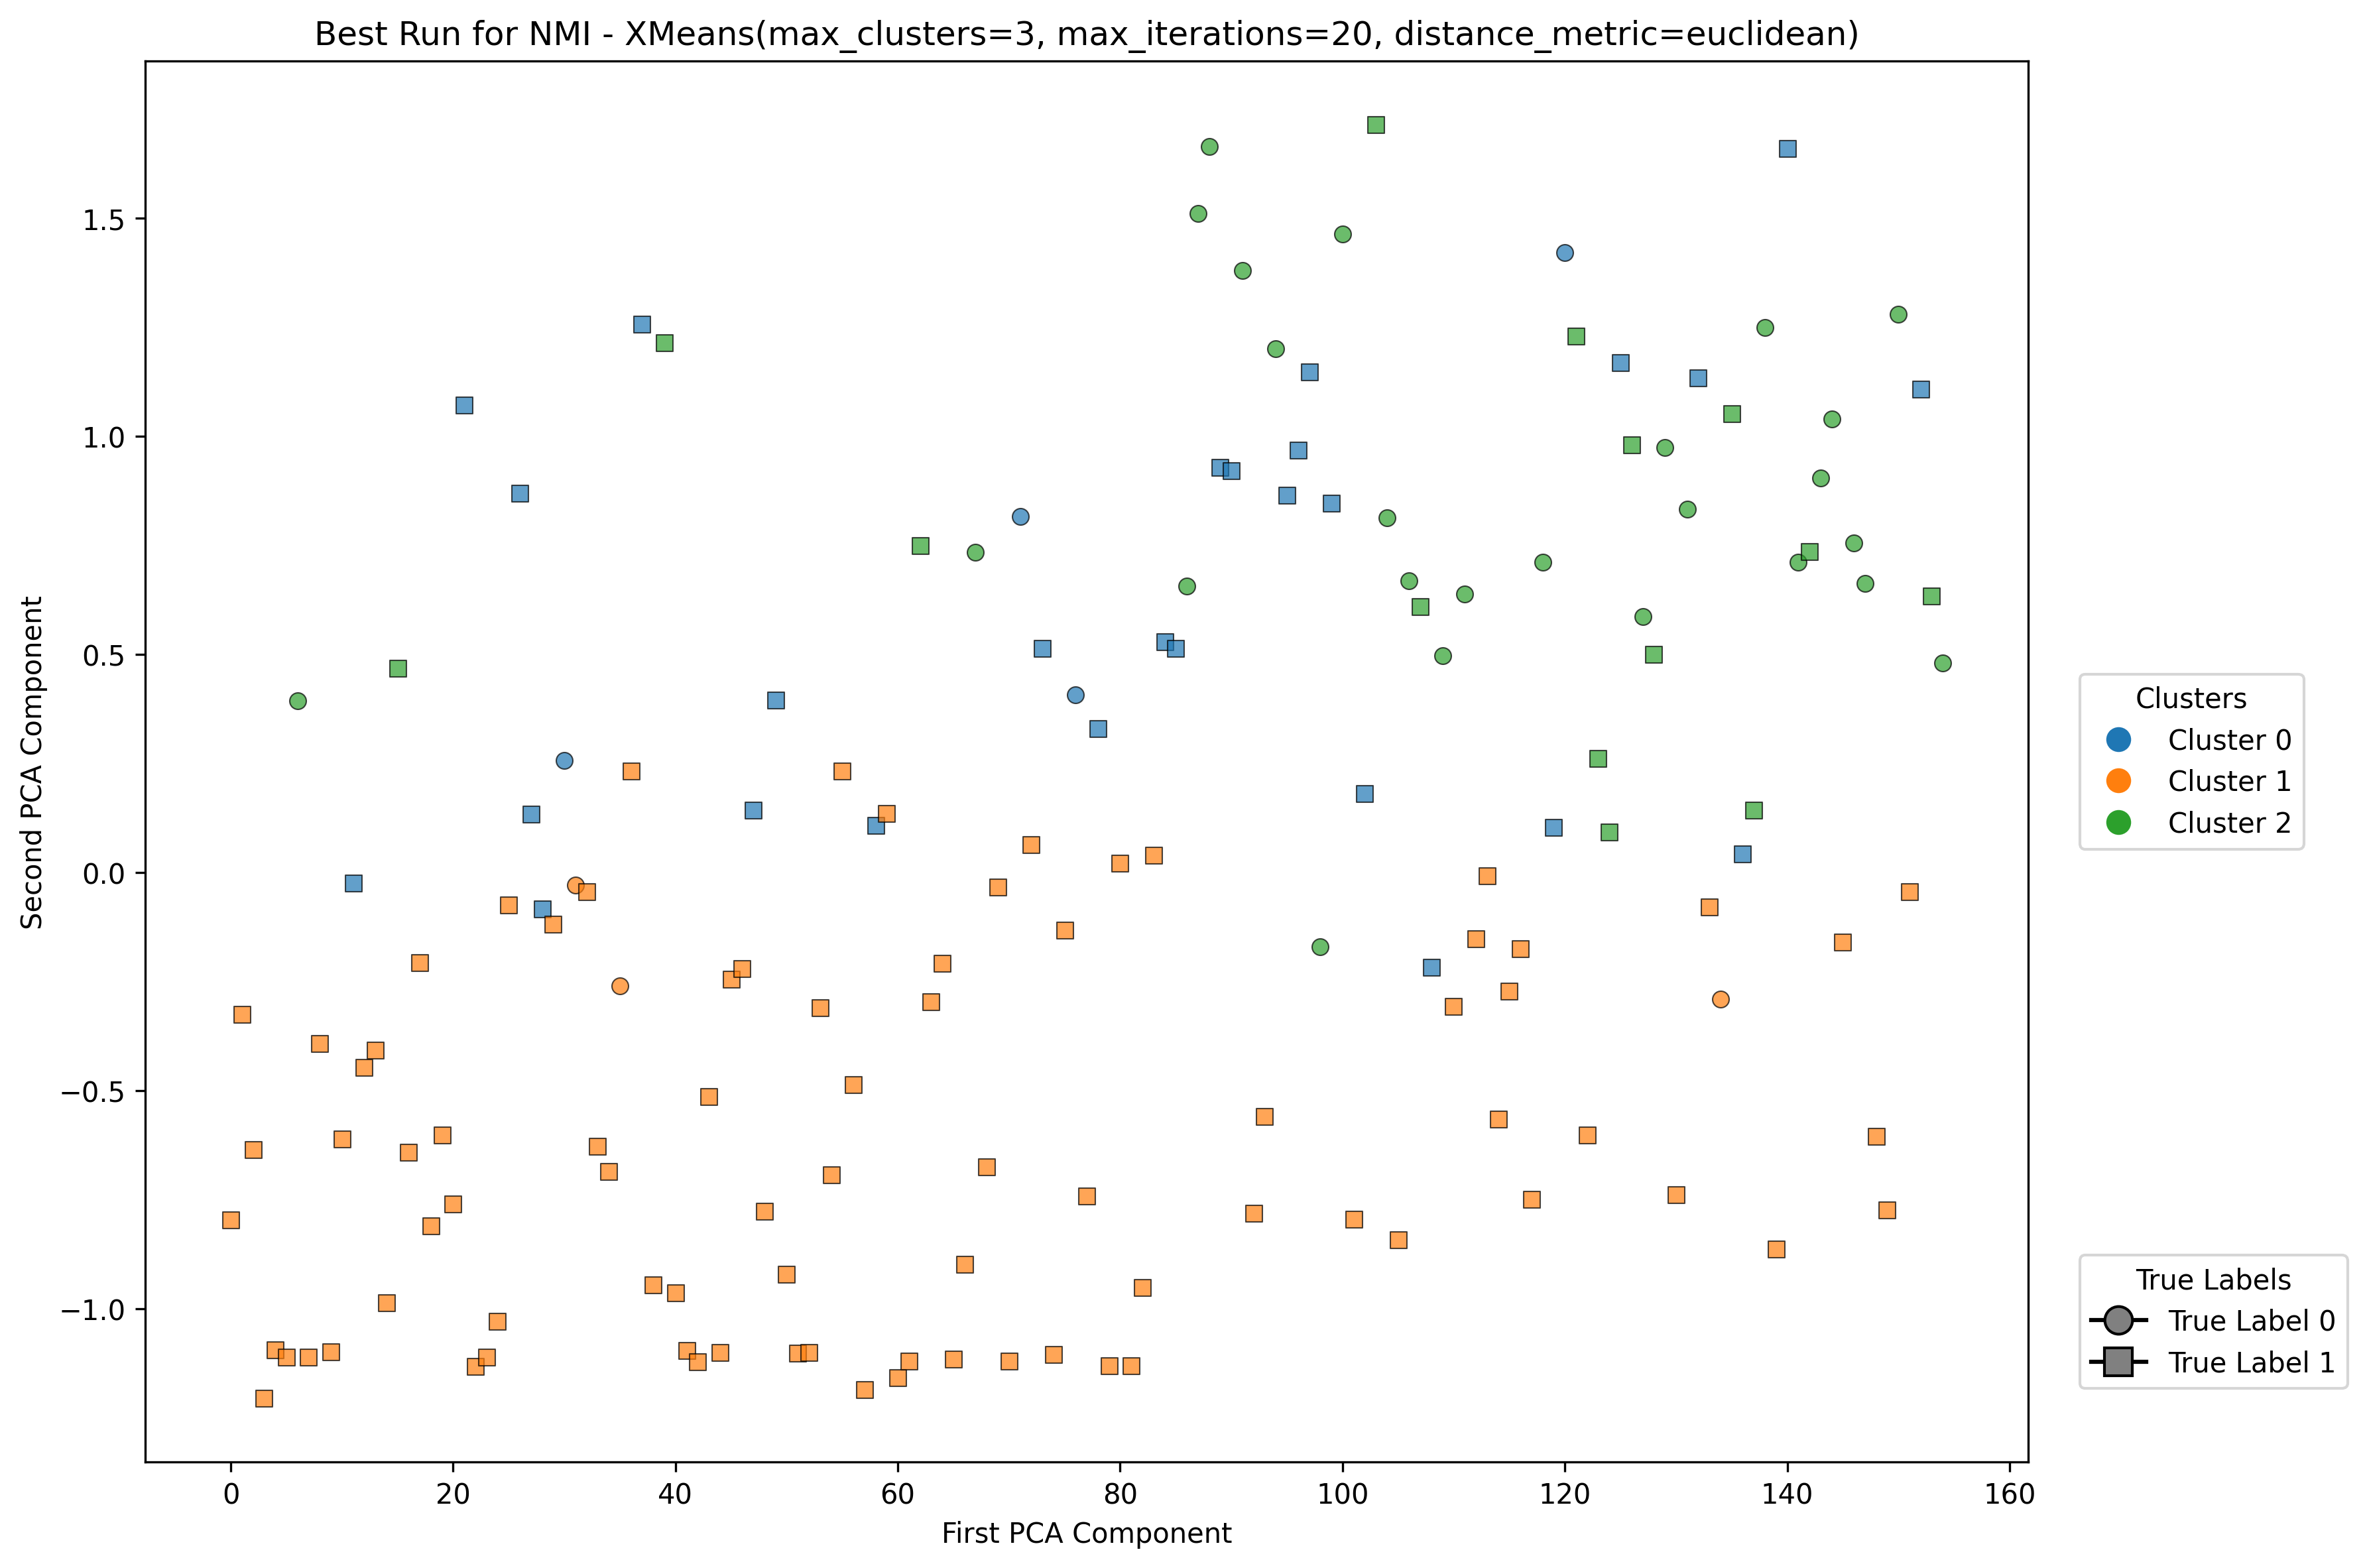 Best Run for NMI - XMeans(max_clusters=3, max_iterations=20, distance_metric=euclidean)
Second PCA Component
1.5
1.0
0.5
0.0
−0.5
−1.0
0 20 40 60 80 100 120 140 160
First PCA Component
Clusters
Cluster 0
Cluster 1
Cluster 2
True Labels
True Label 0
True Label 1